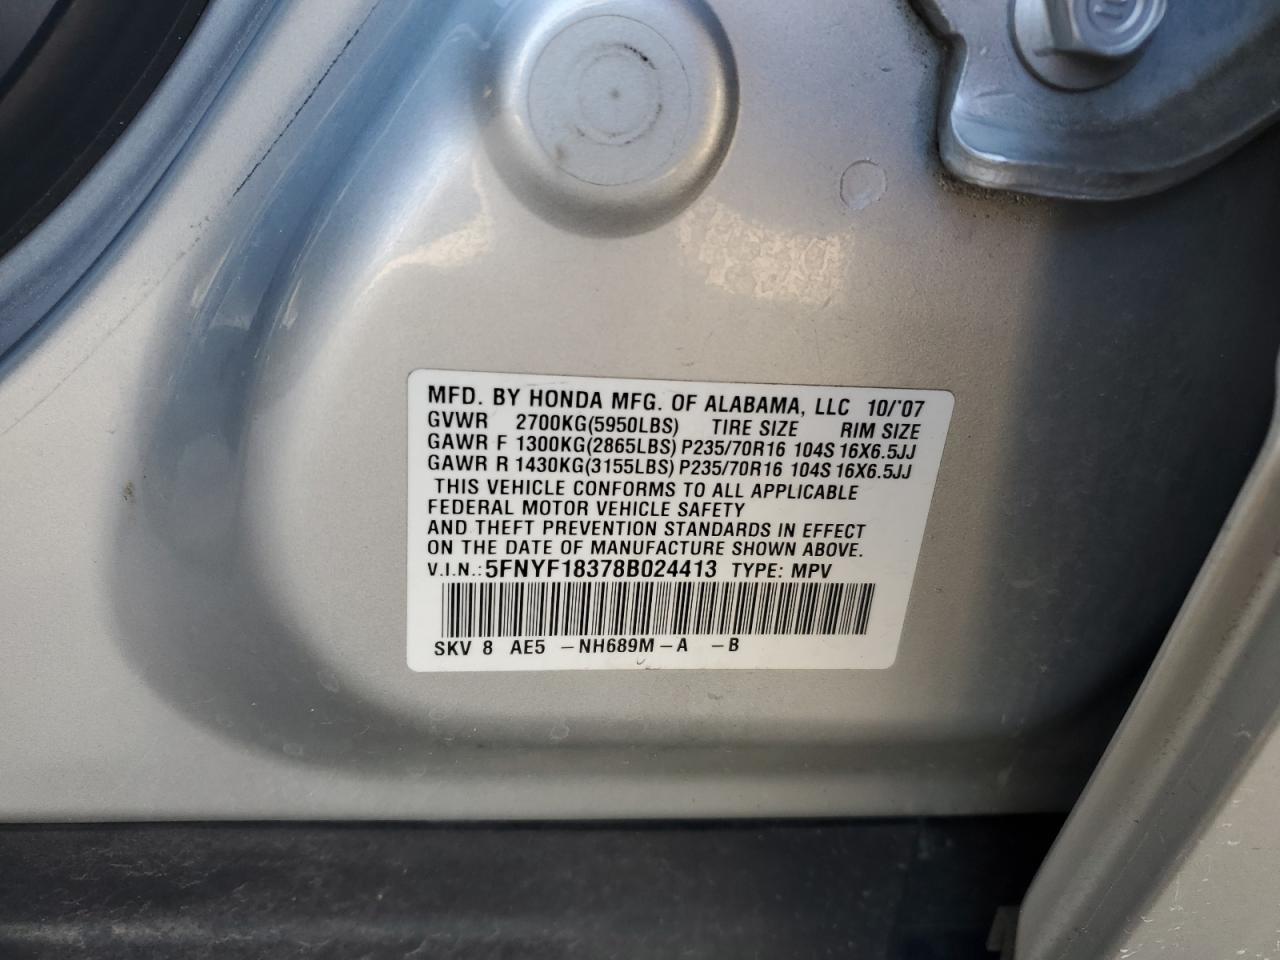 MFD. BY HONDA MFG. OF ALABAMA, LLC 10/'07
GVWR 2700KG(5950LBS) TIRE SIZE RIM SIZE
GAWR F 1300KG(2865LBS) P235/70R16 104S 16X6.5JJ
GAWR R 1430KG(3155LBS) P235/70R16 104S 16X6.5JJ
THIS VEHICLE CONFORMS TO ALL APPLICABLE
FEDERAL MOTOR VEHICLE SAFETY
AND THEFT PREVENTION STANDARDS IN EFFECT
ON THE DATE OF MANUFACTURE SHOWN ABOVE.
V.I.N.: 5FNYF18378B024413 TYPE: MPV
SKV 8 AE5 -NH689M-A -B